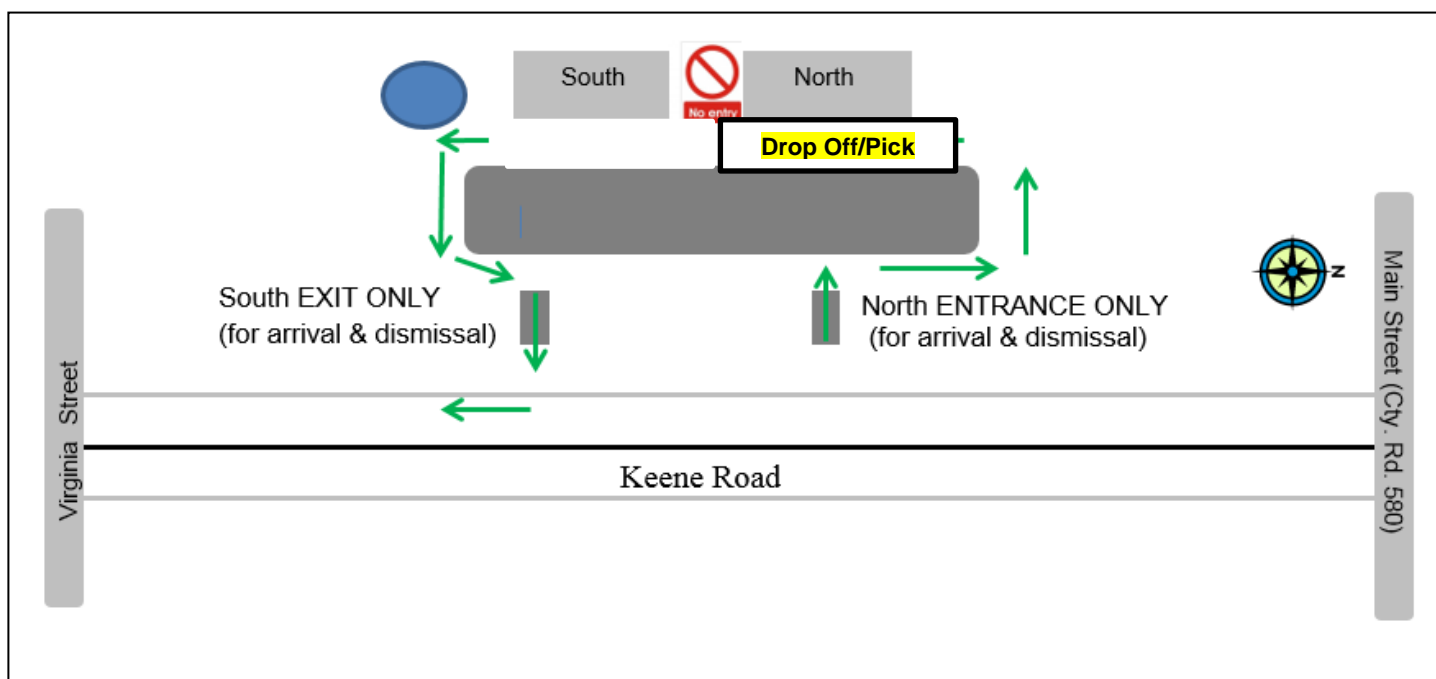 South
North
No entry
Drop Off/Pick
South EXIT ONLY
(for arrival & dismissal)
North ENTRANCE ONLY
(for arrival & dismissal)
N
Virginia Street
Main Street (Cty. Rd. 580)
Keene Road